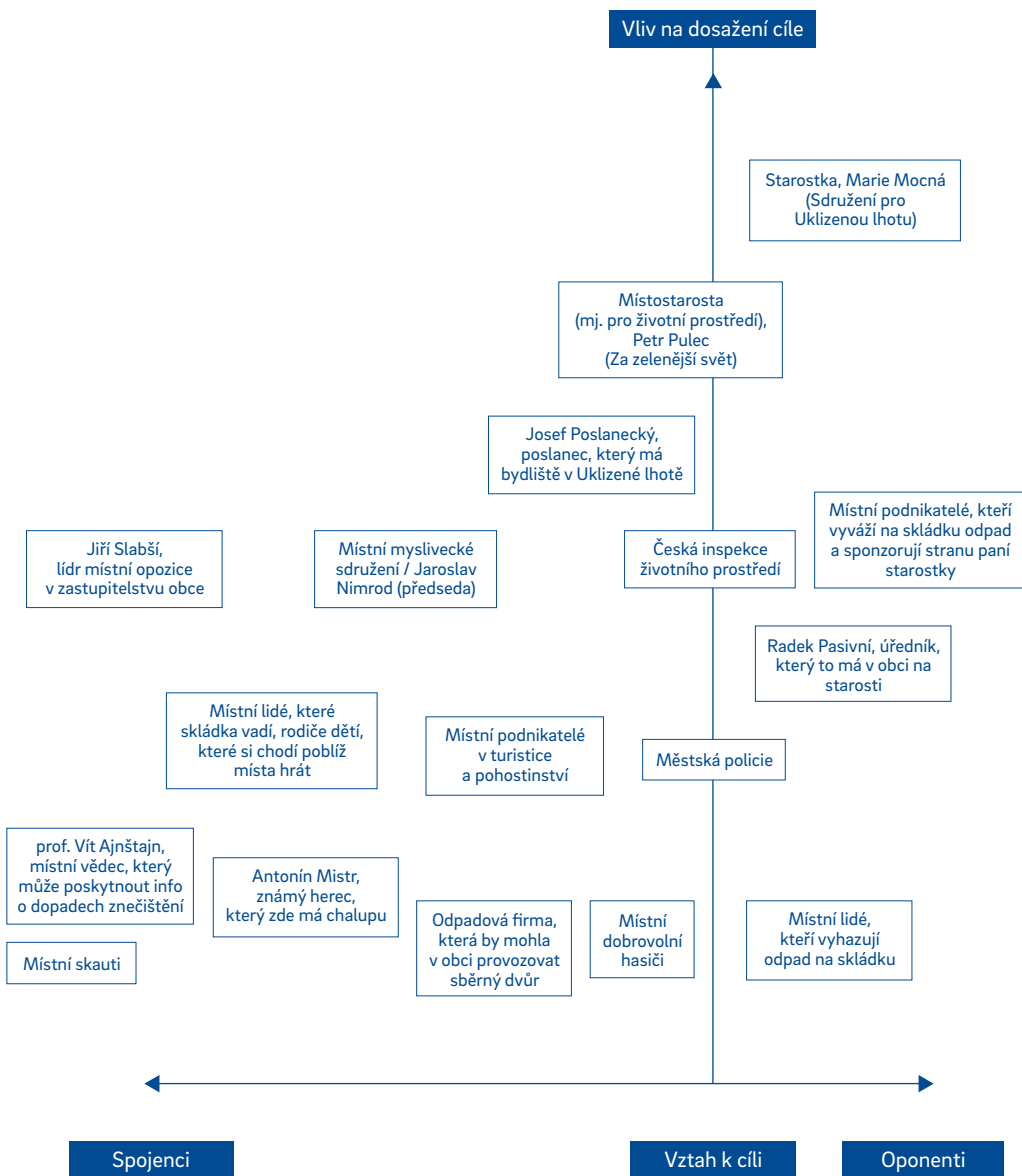 Vliv na dosažení cíle
Starostka, Marie Mocná
(Sdružení pro
Uklizenou lhotu)
Místostarosta
(mj. pro životní prostředí),
Petr Pulec
(Za zelenější svět)
Josef Poslanecký,
poslanec, který má
bydliště v Uklizené lhotě
Místní podnikatelé, kteří
vyváží na skládku odpad
a sponzorují stranu paní
starostky
Jiří Slabší,
lídr místní opozice
v zastupitelstvu obce
Místní myslivecké
sdružení / Jaroslav
Nimrod (předseda)
Česká inspekce
životního prostředí
Radek Pasivní, úředník,
který to má v obci na
starosti
Místní lidé, které
skládka vadí, rodiče dětí,
které si chodí poblíž
místa hrát
Místní podnikatelé
v turistice
a pohostinství
Městská policie
prof. Vít Ajnštajn,
místní vědec, který
může poskytnout info
o dopadech znečištění
Antonín Mistr,
známý herec,
který zde má chalupu
Odpadová firma,
která by mohla
v obci provozovat
sběrný dvůr
Místní
dobrovolní
hasiči
Místní lidé,
kteří vyhazují
odpad na skládku
Místní skauti
Spojenci
Vztah k cíli
Oponenti